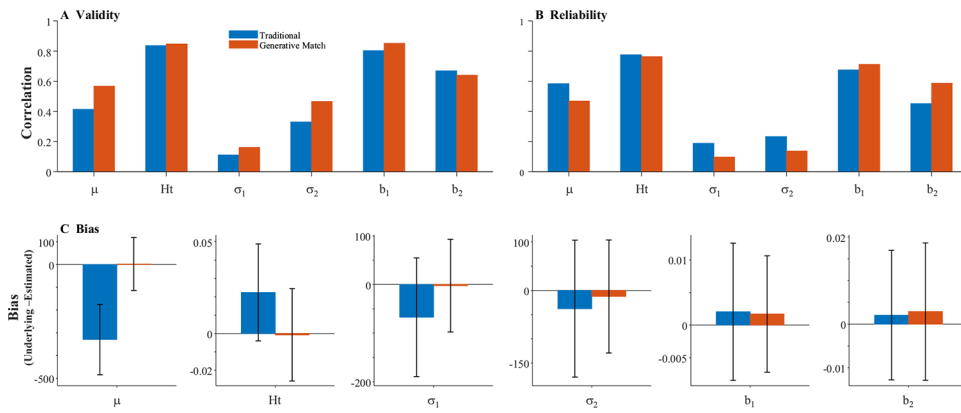 A Validity
B Reliability
Traditional
Generative Match
Correlation
1
0.8
0.6
0.4
0.2
0
μ
Ht
σ1
σ2
b1
b2
1
0
μ
Ht
σ1
σ2
b1
b2
C Bias
Bias
(Underlying-Estimated)
100
0
-500
μ
0.05
0
-0.02
Ht
100
0
-200
σ1
100
0
-150
σ2
0.01
0
-0.005
b1
0.02
0
-0.01
b2